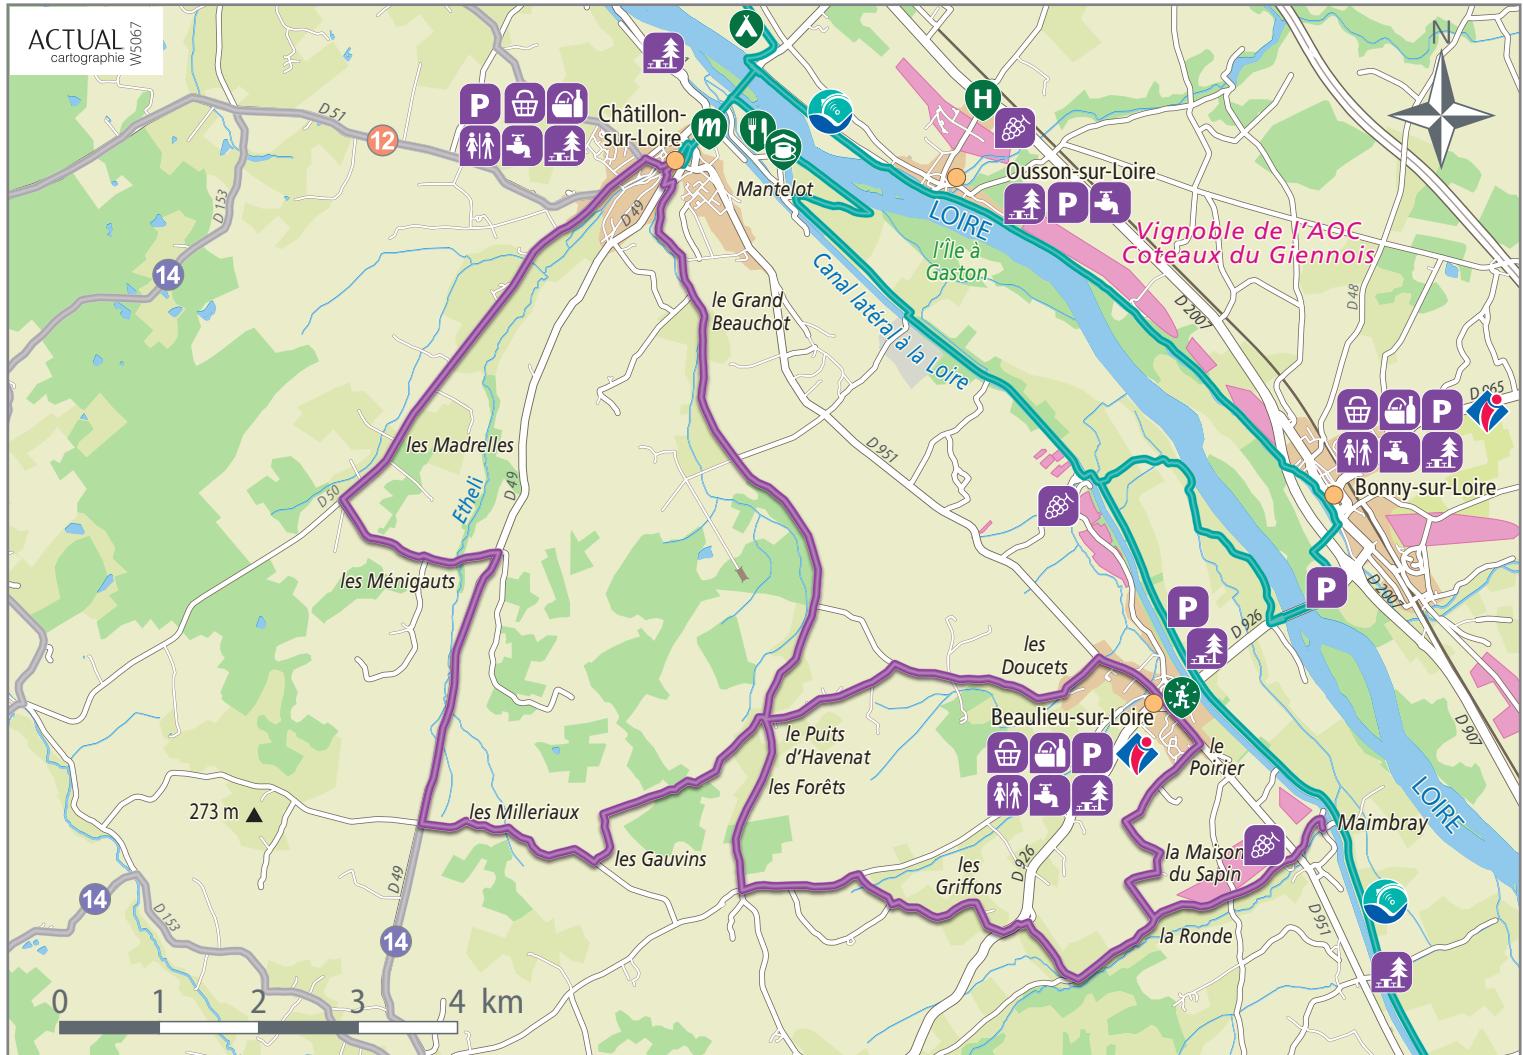 ACTUAL
cartographie
W5067
N
D 51
12
P
Châtillon-
sur-Loire
m
H
Mantelot
Ousson-sur-Loire
P
D 153
D 49
LOIRE
l'Île à
Gaston
Vignoble de l'AOC
Coteaux du Giennois
14
le Grand
Beauchot
Canal latéral à la Loire
D 2007
D 48
D 965
P
Bonny-sur-Loire
les Madrelles
D 951
D 50
Etheli
D 49
les Ménigauts
P
P
D 2007
D 926
les
Doucets
Beaulieu-sur-Loire
P
le Puits
d'Havenat
les Forêts
le
Poirier
D 907
LOIRE
273 m
les Milleriaux
les Gauvins
Maimbray
la Maison
du Sapin
les
Griffons
D 926
D 49
14
D 153
14
la Ronde
D 951
0 1 2 3 4 km